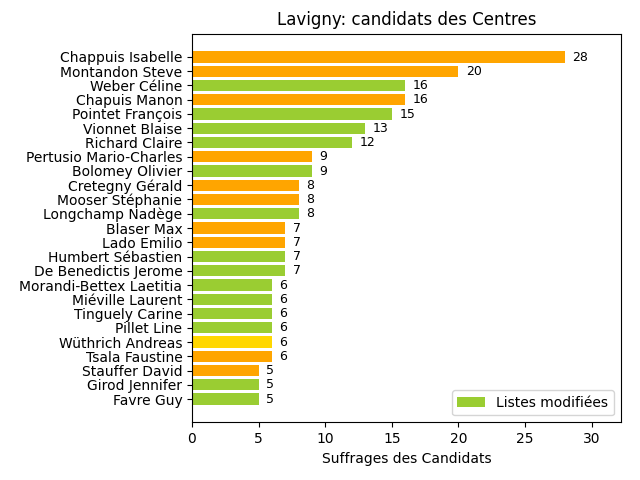 Lavigny: candidats des Centres
Chappuis Isabelle 28
Montandon Steve 20
Weber Céline 16
Chapuis Manon 16
Pointet François 15
Vionnet Blaise 13
Richard Claire 12
Pertusio Mario-Charles 9
Bolomey Olivier 9
Cretegny Gérald 8
Mooser Stéphanie 8
Longchamp Nadège 8
Blaser Max 7
Lado Emilio 7
Humbert Sébastien 7
De Benedictis Jerome 7
Morandi-Bettex Laetitia 6
Miéville Laurent 6
Tinguely Carine 6
Pillet Line 6
Wüthrich Andreas 6
Tsala Faustine 6
Stauffer David 5
Girod Jennifer 5
Favre Guy 5
Listes modifiées
0 5 10 15 20 25 30
Suffrages des Candidats